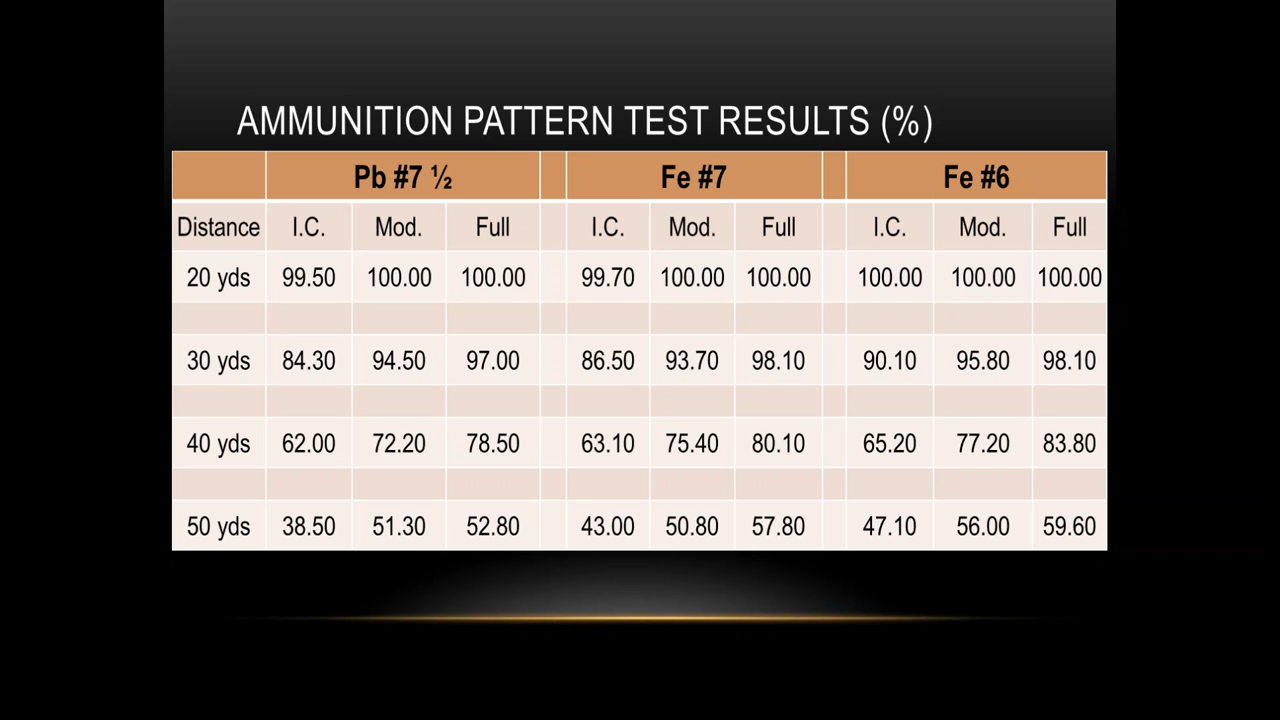 AMMUNITION PATTERN TEST RESULTS (%)
Pb #7 ½ Fe #7 Fe #6
Distance I.C. Mod. Full I.C. Mod. Full I.C. Mod. Full
20 yds 99.50 100.00 100.00 99.70 100.00 100.00 100.00 100.00 100.00
30 yds 84.30 94.50 97.00 86.50 93.70 98.10 90.10 95.80 98.10
40 yds 62.00 72.20 78.50 63.10 75.40 80.10 65.20 77.20 83.80
50 yds 38.50 51.30 52.80 43.00 50.80 57.80 47.10 56.00 59.60